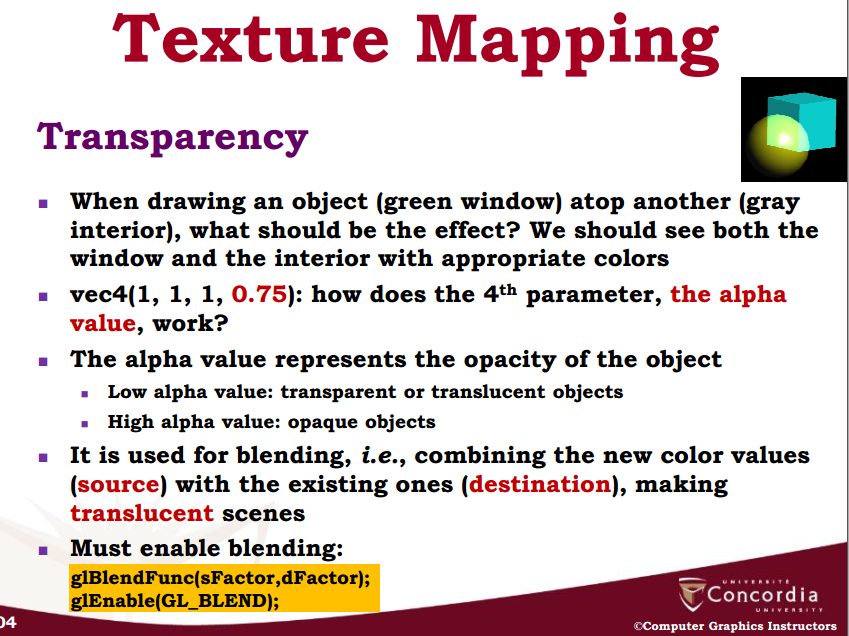 Texture Mapping
Transparency
When drawing an object (green window) atop another (gray
interior), what should be the effect? We should see both the
window and the interior with appropriate colors
vec4(1, 1, 1, 0.75): how does the 4th parameter, the alpha
value, work?
The alpha value represents the opacity of the object
Low alpha value: transparent or translucent objects
High alpha value: opaque objects
It is used for blending, i.e., combining the new color values
(source) with the existing ones (destination), making
translucent scenes
Must enable blending:
glBlendFunc(sFactor,dFactor);
glEnable(GL_BLEND);
UNIVERSITÉ
Concordia
UNIVERSITY
04
©Computer Graphics Instructors